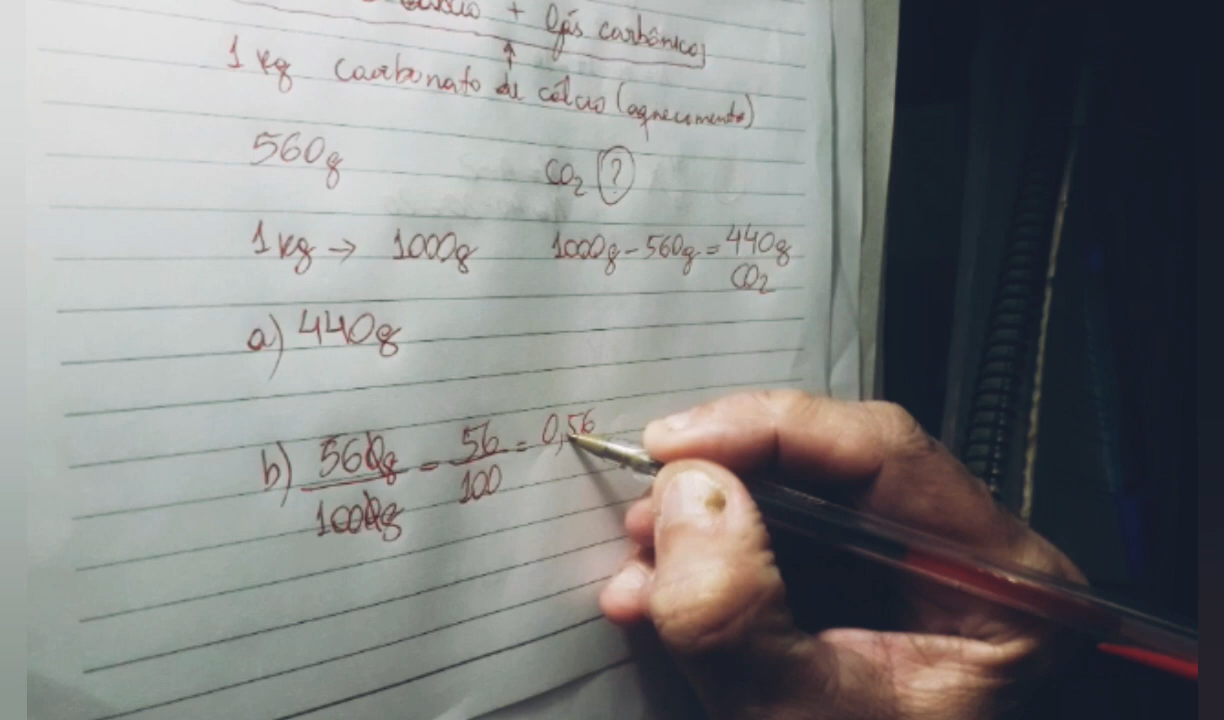 + Gás carbônico
1 kg carbonato de cálcio (aquecimento)
560g CO₂ ?
1 kg → 1000g 1000g - 560g = 440g
CO₂
a) 440g
b) 560g/1000g = 56/100 = 0,56